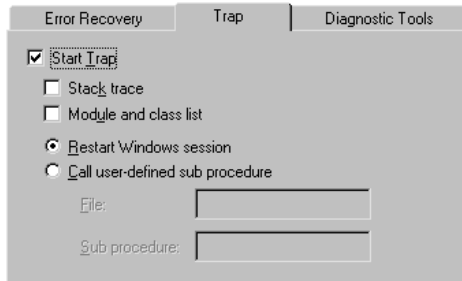 Error Recovery Trap Diagnostic Tools
Start Trap
Stack trace
Module and class list
Restart Windows session
Call user-defined sub procedure
File:
Sub procedure: